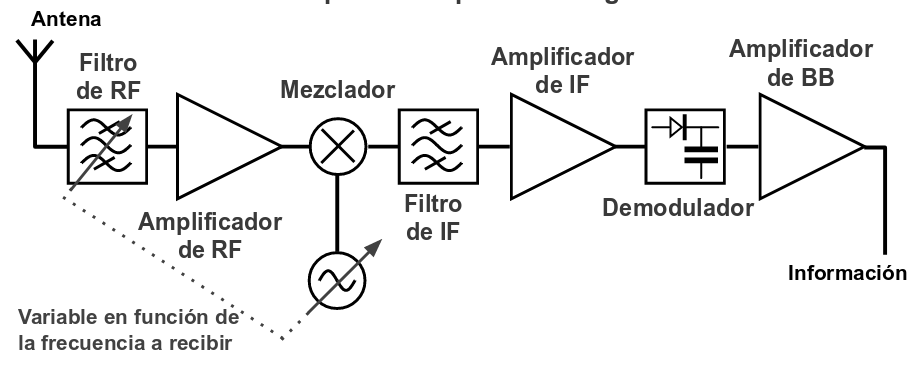 Antena
Filtro
de RF
Amplificador
de RF
Mezclador
Filtro
de IF
Amplificador
de IF
Demodulador
Amplificador
de BB
Información
Variable en función de
la frecuencia a recibir